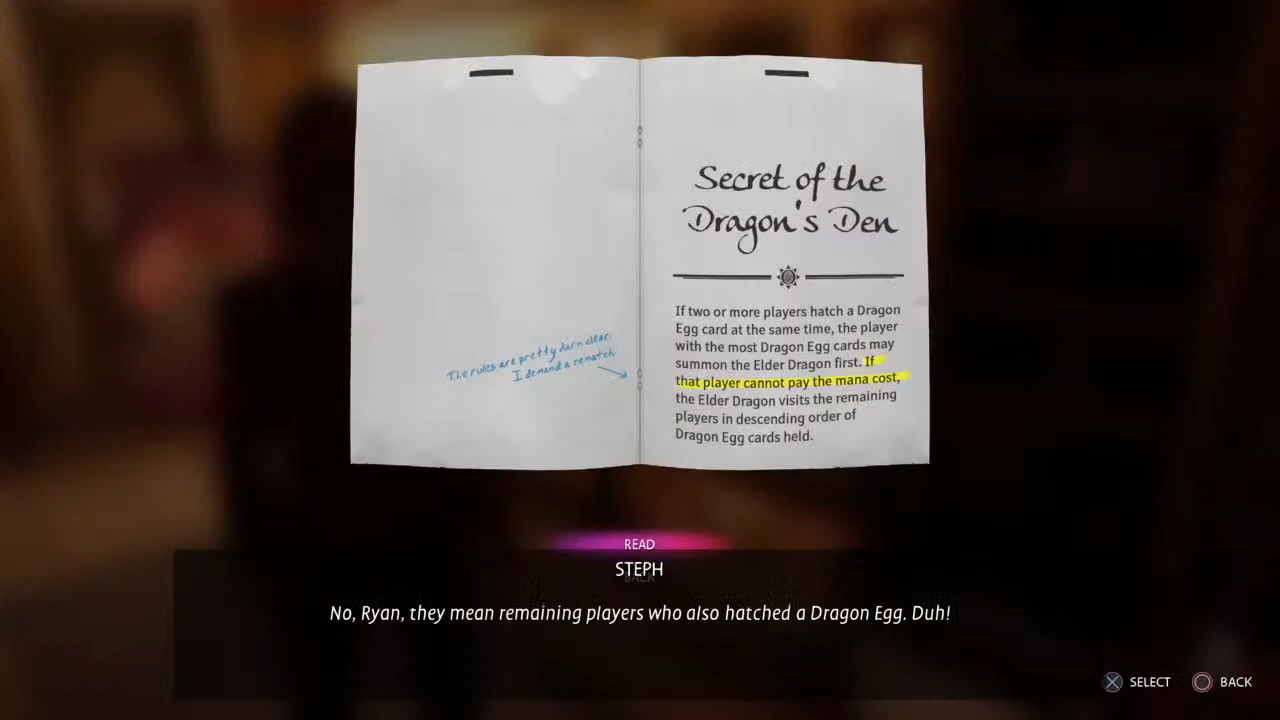 The rules are pretty darn clear.
I demand a rematch
Secret of the
Dragon's Den
If two or more players hatch a Dragon
Egg card at the same time, the player
with the most Dragon Egg cards may
summon the Elder Dragon first. If
that player cannot pay the mana cost,
the Elder Dragon visits the remaining
players in descending order of
Dragon Egg cards held.
READ
STEPH
BACK
No, Ryan, they mean remaining players who also hatched a Dragon Egg. Duh!
SELECT
BACK